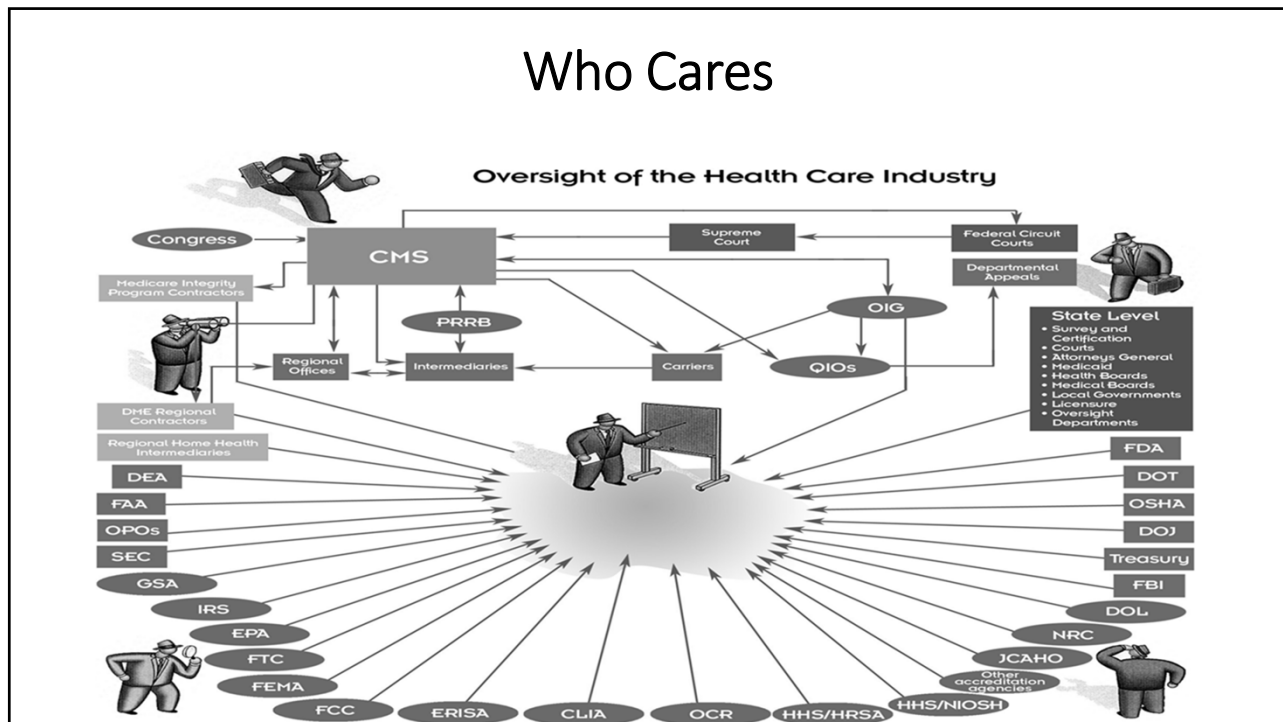 Who Cares
Oversight of the Health Care Industry
Congress
CMS
Supreme
Court
Federal Circuit
Courts
Departmental
Appeals
Medicare Integrity
Program Contractors
PRRB
OIG
Regional
Offices
Intermediaries
Carriers
QIOs
State Level
• Survey and
Certification
• Courts
• Attorneys General
• Medicaid
• Health Boards
• Medical Boards
• Local Governments
• Licensure
• Oversight
Departments
DME Regional
Contractors
Regional Home Health
Intermediaries
DEA
FAA
OPOs
SEC
GSA
IRS
EPA
FTC
FEMA
FCC
ERISA
CLIA
OCR
HHS/HRSA
HHS/NIOSH
Other
accreditation
agencies
JCAHO
NRC
DOL
FBI
Treasury
DOJ
OSHA
DOT
FDA